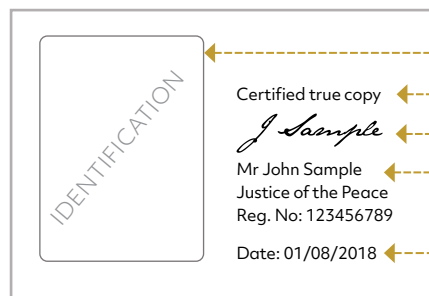 IDENTIFICATION
Certified true copy
J Sample
Mr John Sample
Justice of the Peace
Reg. No: 123456789
Date: 01/08/2018